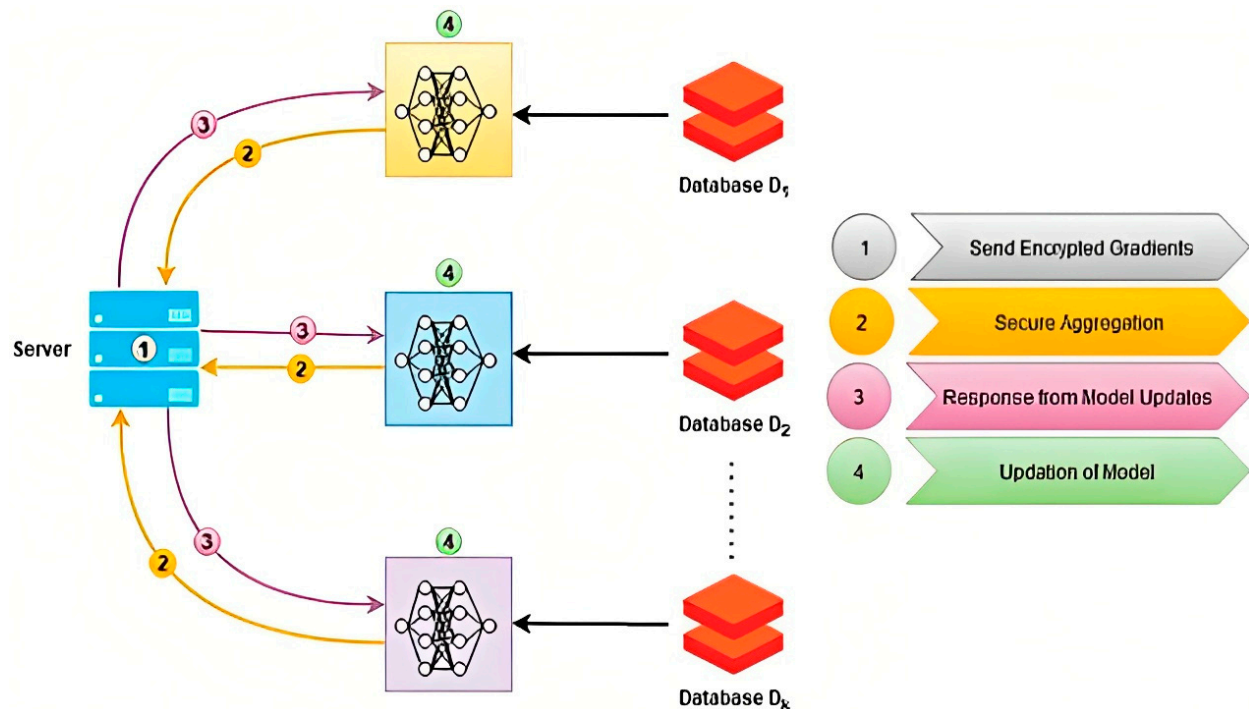 4
3
2
Database D₁
4
3
Server
1
2
Database D₂
4
3
2
Database Dₖ
1 Send Encrypted Gradients
2 Secure Aggregation
3 Response from Model Updates
4 Updation of Model